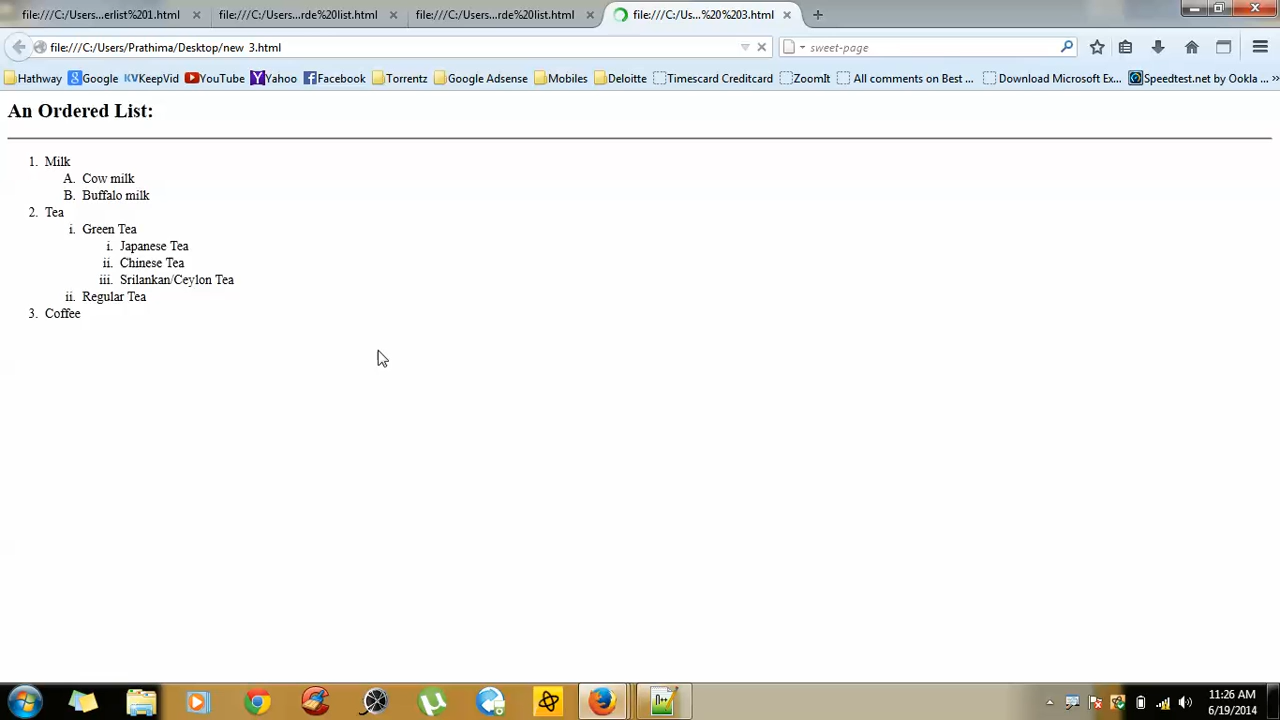 file:///C:/Users...erlist%201.html
file:///C:/Users...rde%20list.html
file:///C:/Users...rde%20list.html
file:///C:/Us...%20%203.html
file:///C:/Users/Prathima/Desktop/new 3.html
sweet-page
Hathway
Google
KVKeepVid
YouTube
Yahoo
Facebook
Torrentz
Google Adsense
Mobiles
Deloitte
Timescard Creditcard
ZoomIt
All comments on Best ...
Download Microsoft Ex...
Speedtest.net by Ookla ...
An Ordered List:
1. Milk
A. Cow milk
B. Buffalo milk
2. Tea
i. Green Tea
i. Japanese Tea
ii. Chinese Tea
iii. Srilankan/Ceylon Tea
ii. Regular Tea
3. Coffee
11:26 AM
6/19/2014